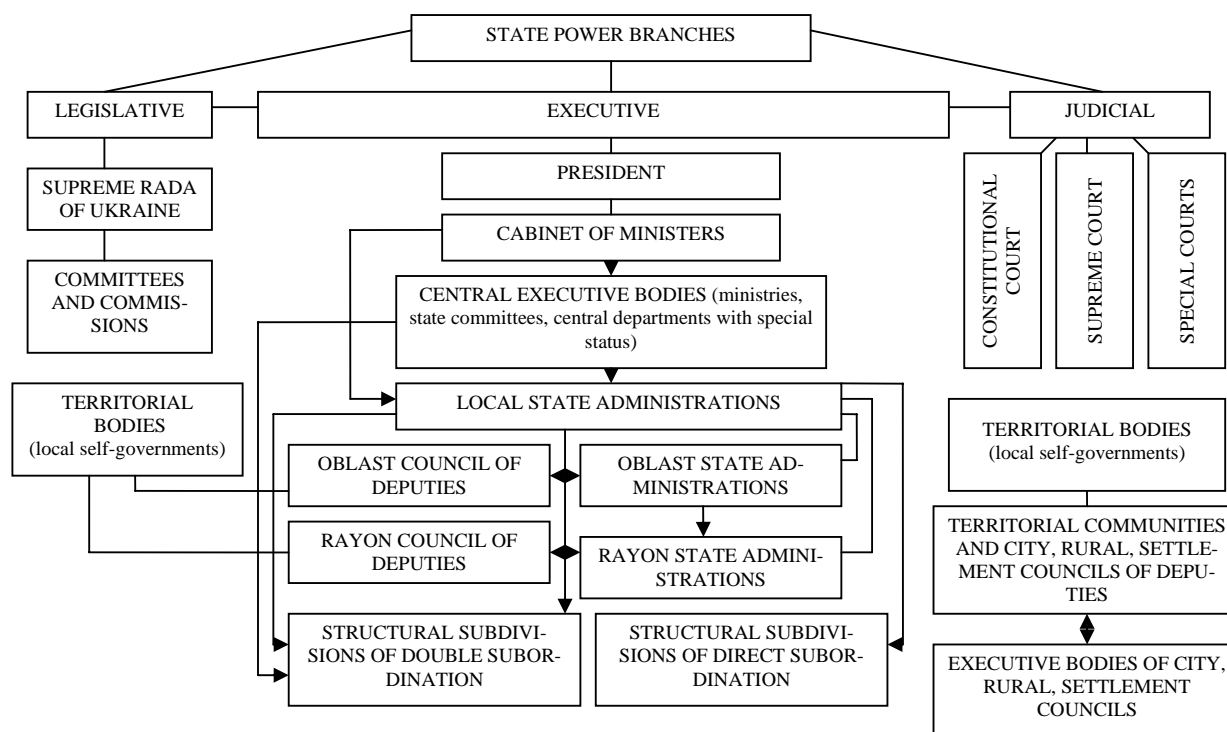 STATE POWER BRANCHES
LEGISLATIVE
EXECUTIVE
JUDICIAL
PRESIDENT
SUPREME RADA
OF UKRAINE
CABINET OF MINISTERS
CONSTITUTIONAL
COURT
SUPREME COURT
SPECIAL COURTS
COMMITTEES
AND COMMIS-
SIONS
CENTRAL EXECUTIVE BODIES (ministries,
state committees, central departments with special
status)
TERRITORIAL
BODIES
(local self-governments)
LOCAL STATE ADMINISTRATIONS
TERRITORIAL BODIES
(local self-governments)
OBLAST COUNCIL OF
DEPUTIES
OBLAST STATE AD-
MINISTRATIONS
RAYON COUNCIL OF
DEPUTIES
RAYON STATE ADMINI-
STRATIONS
TERRITORIAL COMMUNITIES
AND CITY, RURAL, SETTLE-
MENT COUNCILS OF DEPU-
TIES
STRUCTURAL SUBDIVI-
SIONS OF DOUBLE SUBOR-
DINATION
STRUCTURAL SUBDIVI-
SIONS OF DIRECT SUBOR-
DINATION
EXECUTIVE BODIES OF CITY,
RURAL, SETTLEMENT
COUNCILS